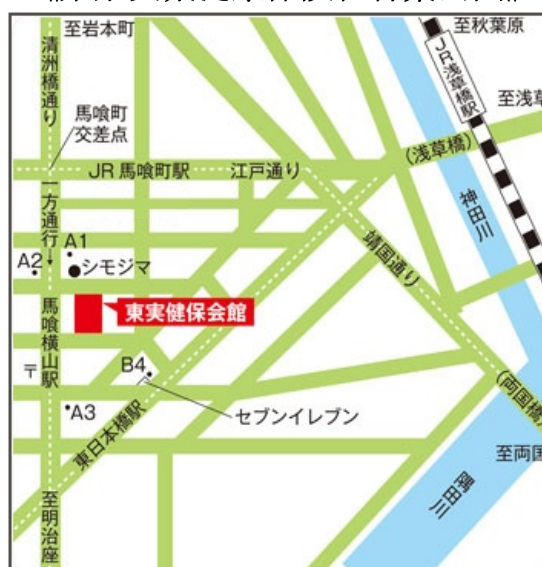 至岩本町
至秋葉原
清洲橋通り
JR浅草橋駅
至浅草
馬喰町
交差点
(浅草橋)
JR 馬喰町駅
江戸通り
神田川
一方通行→
A1
A2
シモジマ
靖国通り
東実健保会館
馬喰横山駅
〒
B4
(両国橋)
A3
セブンイレブン
東日本橋駅
至両国
隅田川
至明治座